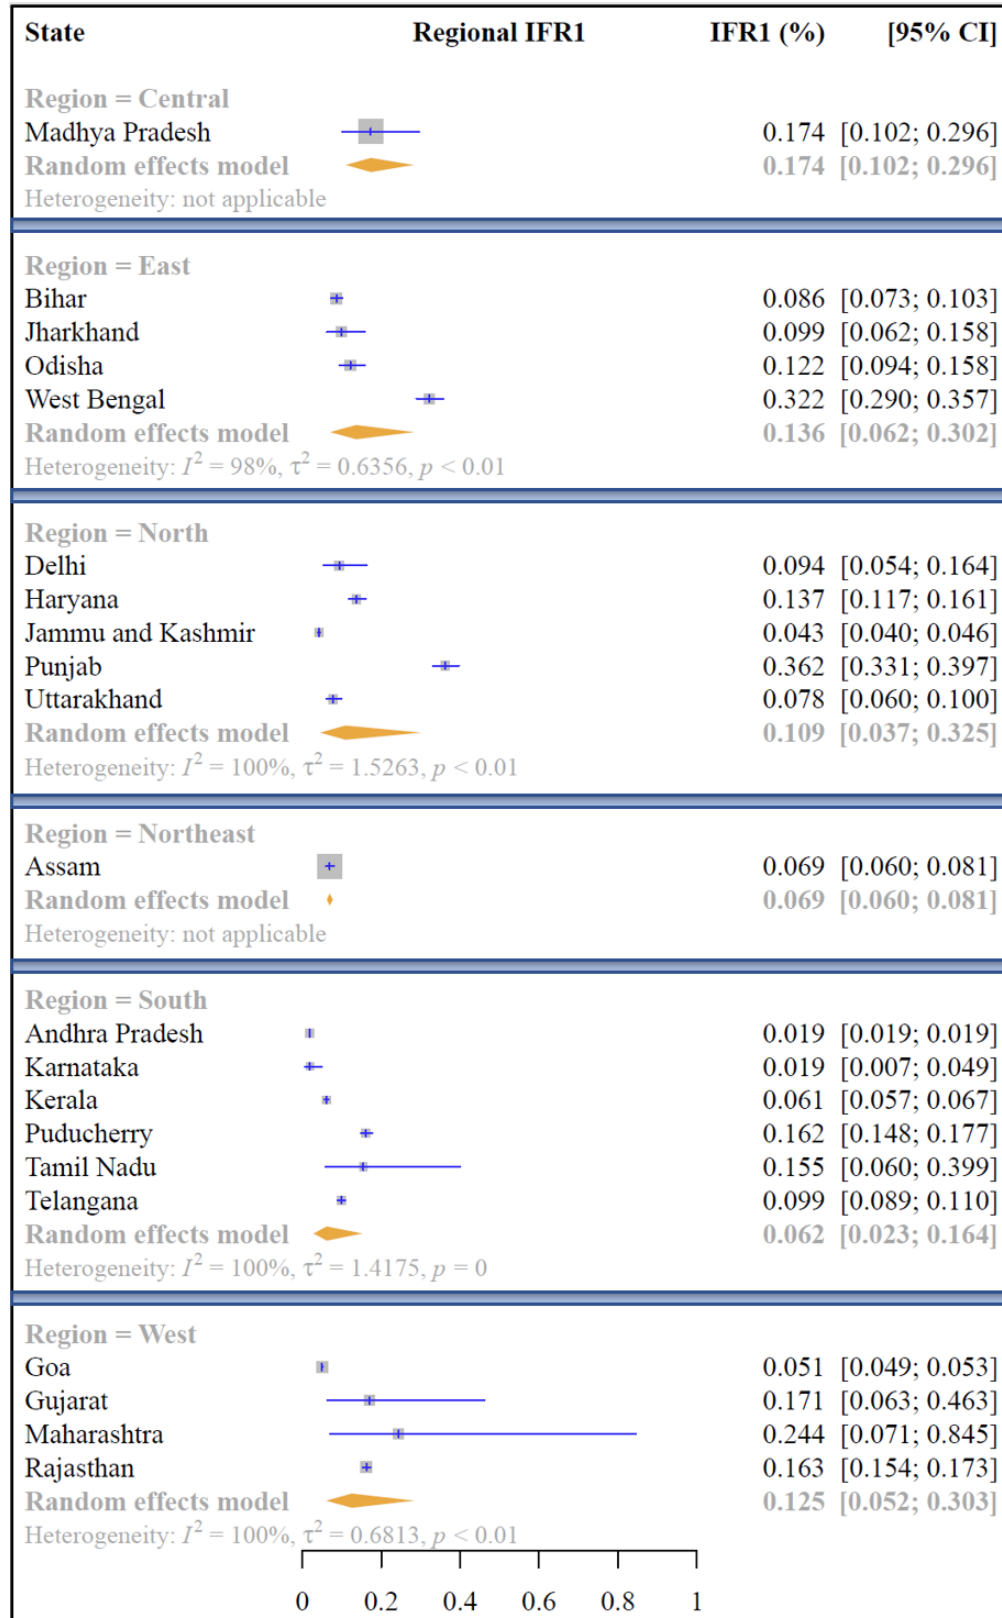 State Regional IFR1 IFR1 (%) [95% CI]
Region = Central
Madhya Pradesh 0.174 [0.102; 0.296]
Random effects model 0.174 [0.102; 0.296]
Heterogeneity: not applicable
Region = East
Bihar 0.086 [0.073; 0.103]
Jharkhand 0.099 [0.062; 0.158]
Odisha 0.122 [0.094; 0.158]
West Bengal 0.322 [0.290; 0.357]
Random effects model 0.136 [0.062; 0.302]
Heterogeneity: I² = 98%, τ² = 0.6356, p < 0.01
Region = North
Delhi 0.094 [0.054; 0.164]
Haryana 0.137 [0.117; 0.161]
Jammu and Kashmir 0.043 [0.040; 0.046]
Punjab 0.362 [0.331; 0.397]
Uttarakhand 0.078 [0.060; 0.100]
Random effects model 0.109 [0.037; 0.325]
Heterogeneity: I² = 100%, τ² = 1.5263, p < 0.01
Region = Northeast
Assam 0.069 [0.060; 0.081]
Random effects model 0.069 [0.060; 0.081]
Heterogeneity: not applicable
Region = South
Andhra Pradesh 0.019 [0.019; 0.019]
Karnataka 0.019 [0.007; 0.049]
Kerala 0.061 [0.057; 0.067]
Puducherry 0.162 [0.148; 0.177]
Tamil Nadu 0.155 [0.060; 0.399]
Telangana 0.099 [0.089; 0.110]
Random effects model 0.062 [0.023; 0.164]
Heterogeneity: I² = 100%, τ² = 1.4175, p = 0
Region = West
Goa 0.051 [0.049; 0.053]
Gujarat 0.171 [0.063; 0.463]
Maharashtra 0.244 [0.071; 0.845]
Rajasthan 0.163 [0.154; 0.173]
Random effects model 0.125 [0.052; 0.303]
Heterogeneity: I² = 100%, τ² = 0.6813, p < 0.01
0 0.2 0.4 0.6 0.8 1